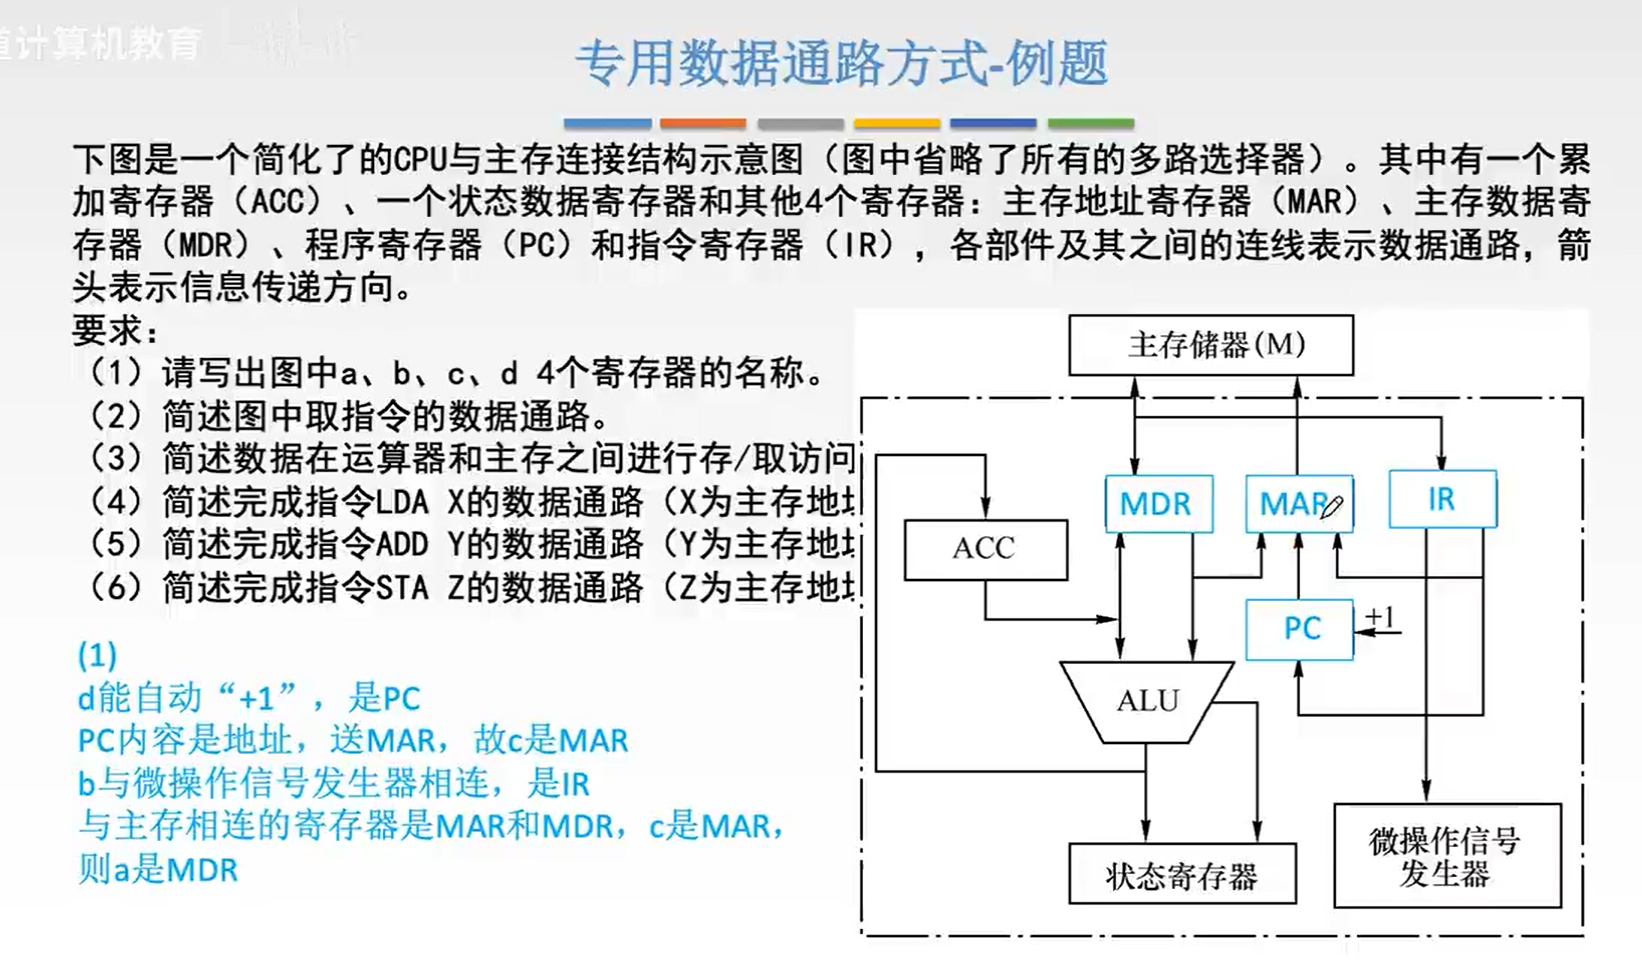 道计算机教育
专用数据通路方式-例题
下图是一个简化了的CPU与主存连接结构示意图（图中省略了所有的多路选择器）。其中有一个累
加寄存器（ACC）、一个状态数据寄存器和其他4个寄存器：主存地址寄存器（MAR）、主存数据寄
存器（MDR）、程序寄存器（PC）和指令寄存器（IR），各部件及其之间的连线表示数据通路，箭
头表示信息传递方向。
要求：
（1）请写出图中a、b、c、d 4个寄存器的名称。
（2）简述图中取指令的数据通路。
（3）简述数据在运算器和主存之间进行存/取访问
（4）简述完成指令LDA X的数据通路（X为主存地
（5）简述完成指令ADD Y的数据通路（Y为主存地
（6）简述完成指令STA Z的数据通路（Z为主存地
(1)
d能自动“+1”，是PC
PC内容是地址，送MAR，故c是MAR
b与微操作信号发生器相连，是IR
与主存相连的寄存器是MAR和MDR，c是MAR，
则a是MDR
主存储器(M)
MDR
MAR
IR
ACC
PC
+1
ALU
状态寄存器
微操作信号
发生器